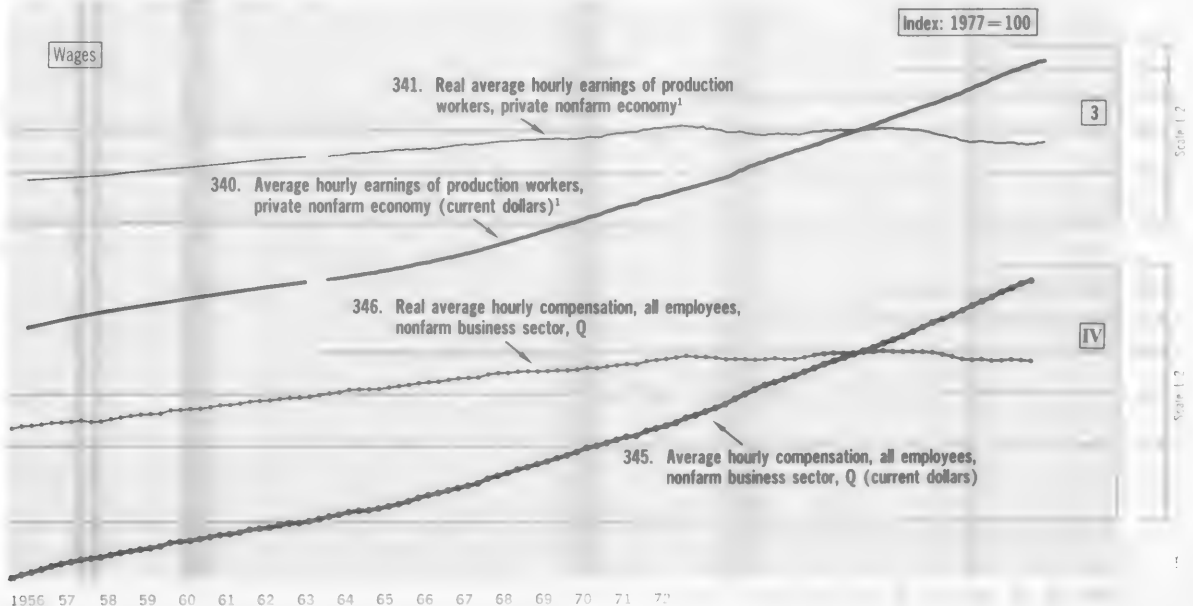 Index: 1977=100
Wages
341. Real average hourly earnings of production
workers, private nonfarm economy¹
3
340. Average hourly earnings of production workers,
private nonfarm economy (current dollars)¹
346. Real average hourly compensation, all employees,
nonfarm business sector, Q
IV
345. Average hourly compensation, all employees,
nonfarm business sector, Q (current dollars)
1956 57 58 59 60 61 62 63 64 65 66 67 68 69 70 71 72